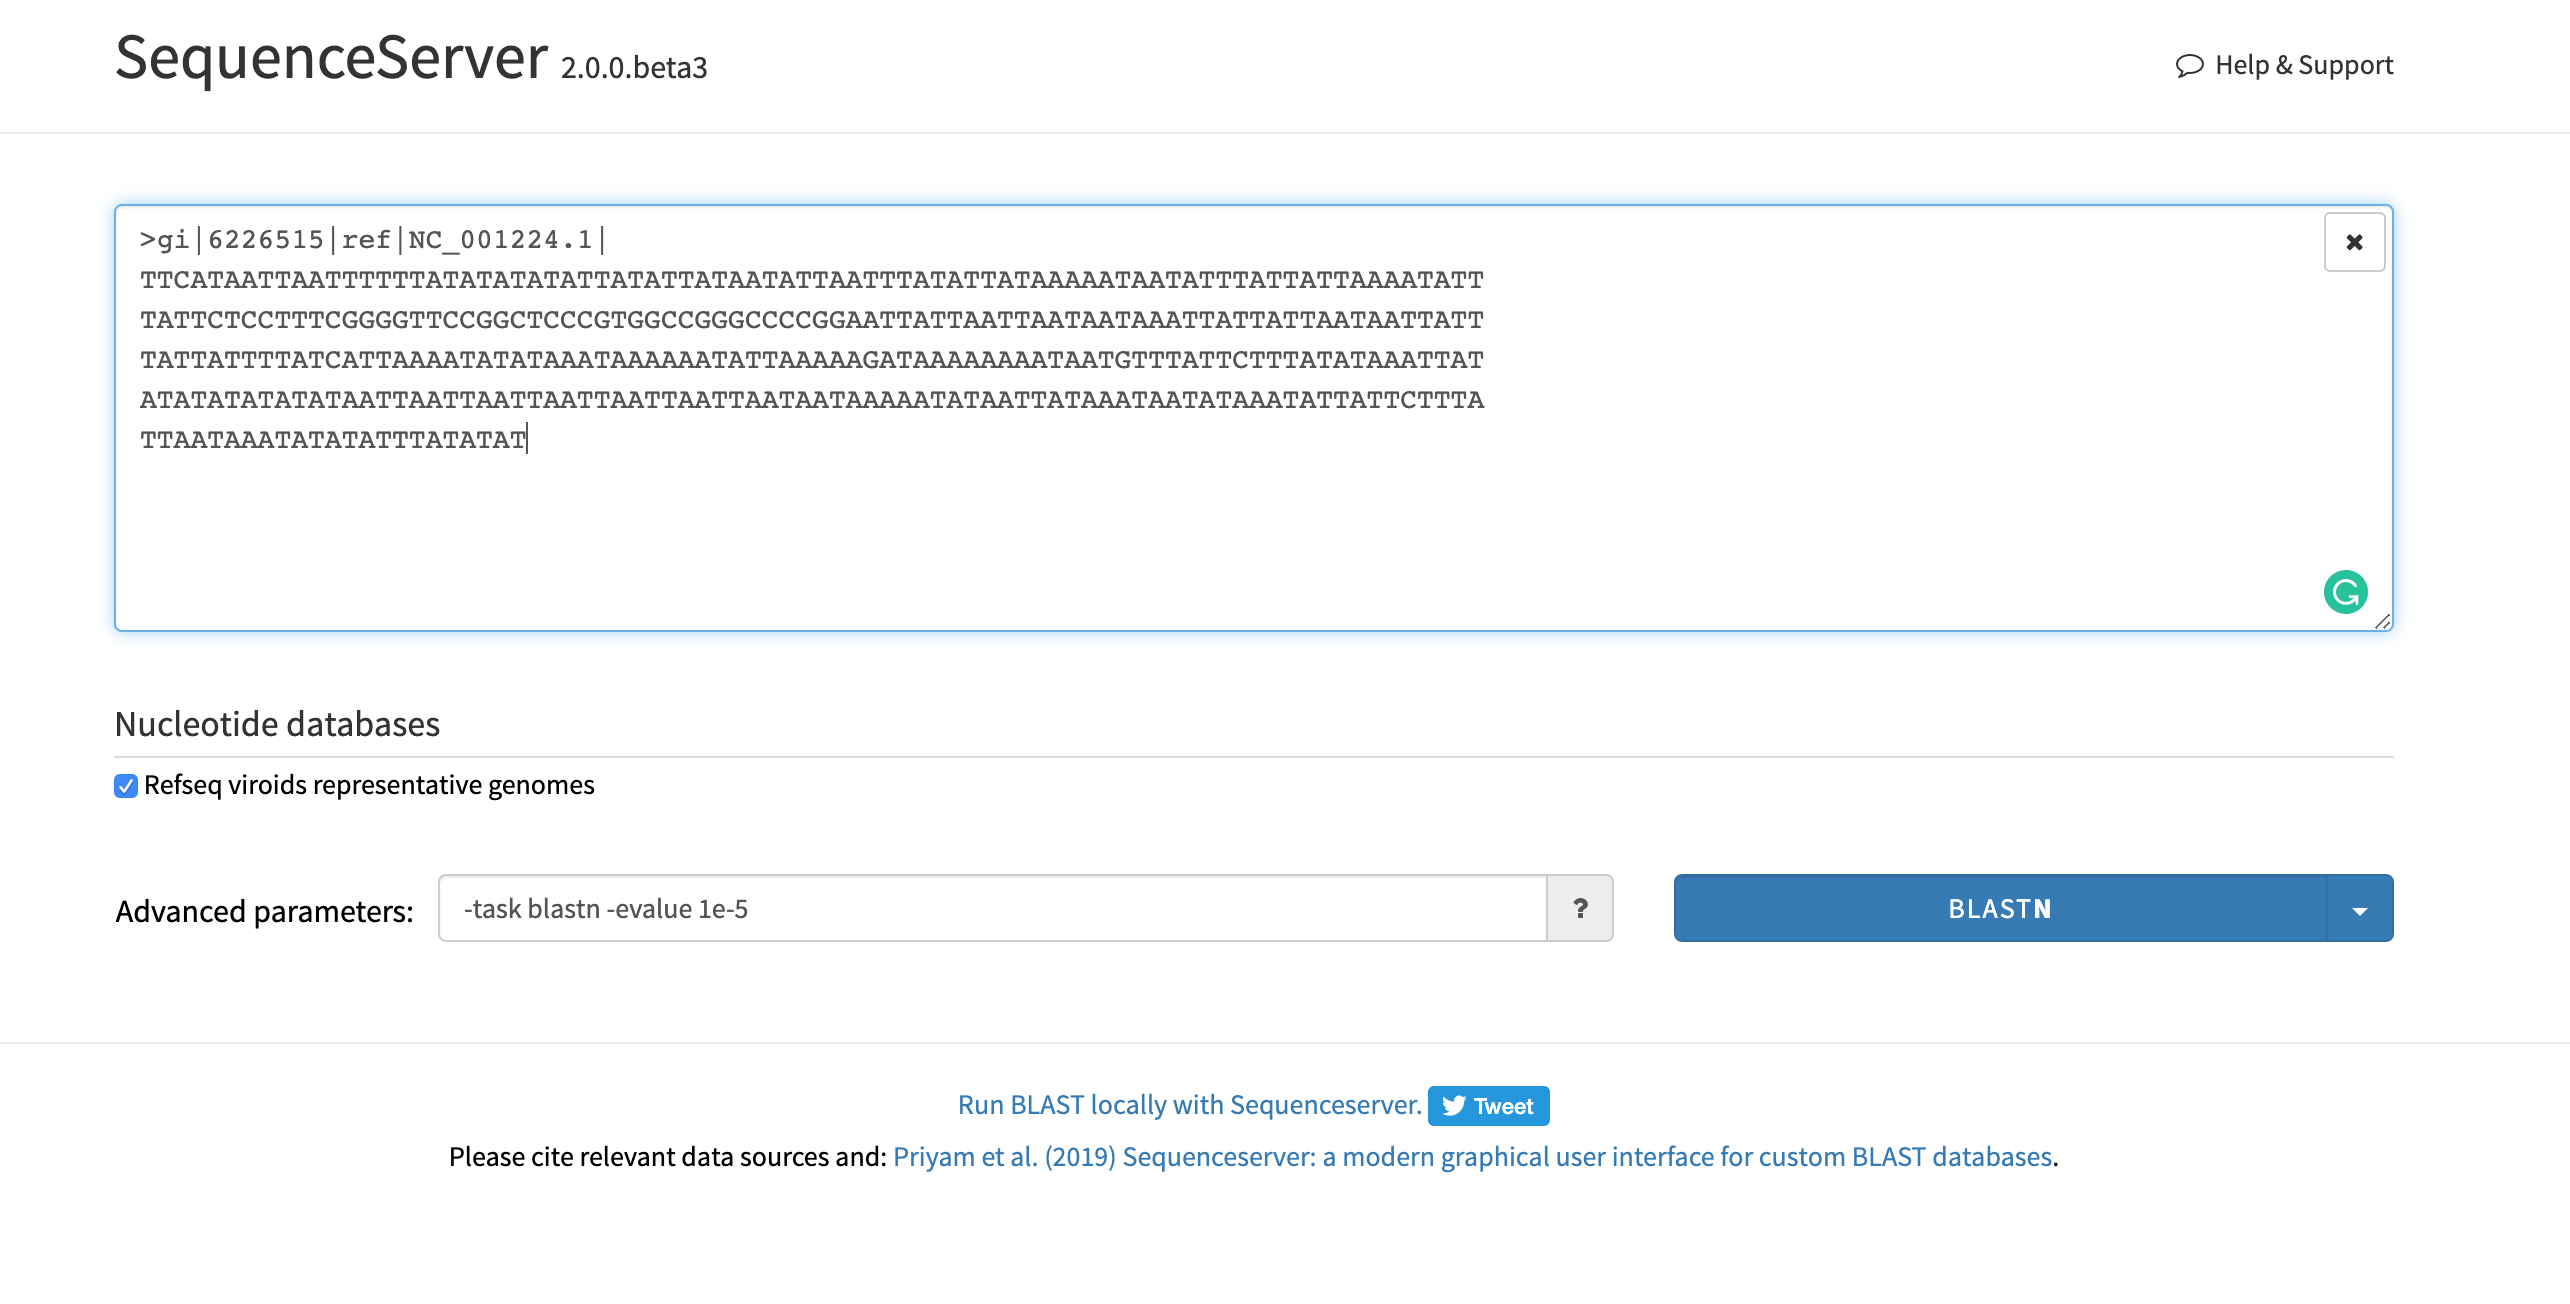 SequenceServer 2.0.0.beta3
Help & Support
>gi|6226515|ref|NC_001224.1|
TTCATAATTAATTTTTTATATATATATTATATTATAATATTAATTTATATTATAAAAATAATATTTATTATTAAAATATT
TATTCTCCTTTCGGGGTTCCGGCTCCCGTGGCCGGGCCCCGGAATTATTAATTAATAATAAATTATTATTAATAATTATT
TATTATTTTATCATTAAAATATATAAATAAAAAATATTAAAAAGATAAAAAAAATAATGTTTATTCTTTATATAAATTAT
ATATATATATATAATTAATTAATTAATTAATTAATTAATAATAAAAATATAATTATAAATAATATAAATATTATTCTTTA
TTAATAAATATATATTTATATAT
Nucleotide databases
Refseq viroids representative genomes
Advanced parameters: -task blastn -evalue 1e-5 ? BLASTN
Run BLAST locally with Sequenceserver. Tweet
Please cite relevant data sources and: Priyam et al. (2019) Sequenceserver: a modern graphical user interface for custom BLAST databases.